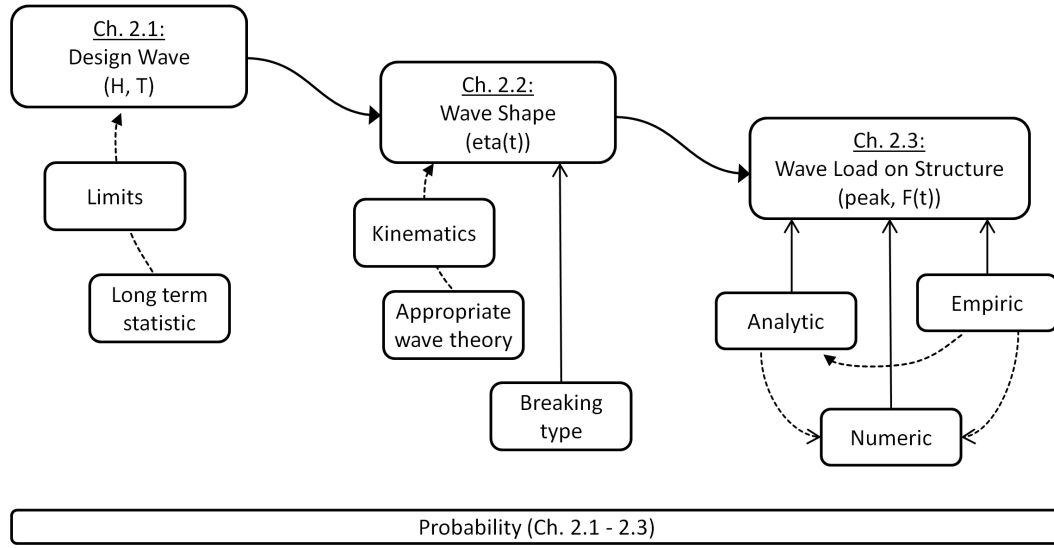 Ch. 2.1:
Design Wave
(H, T)
Limits
Long term
statistic
Ch. 2.2:
Wave Shape
(eta(t))
Kinematics
Appropriate
wave theory
Breaking
type
Ch. 2.3:
Wave Load on Structure
(peak, F(t))
Analytic
Empiric
Numeric
Probability (Ch. 2.1 - 2.3)